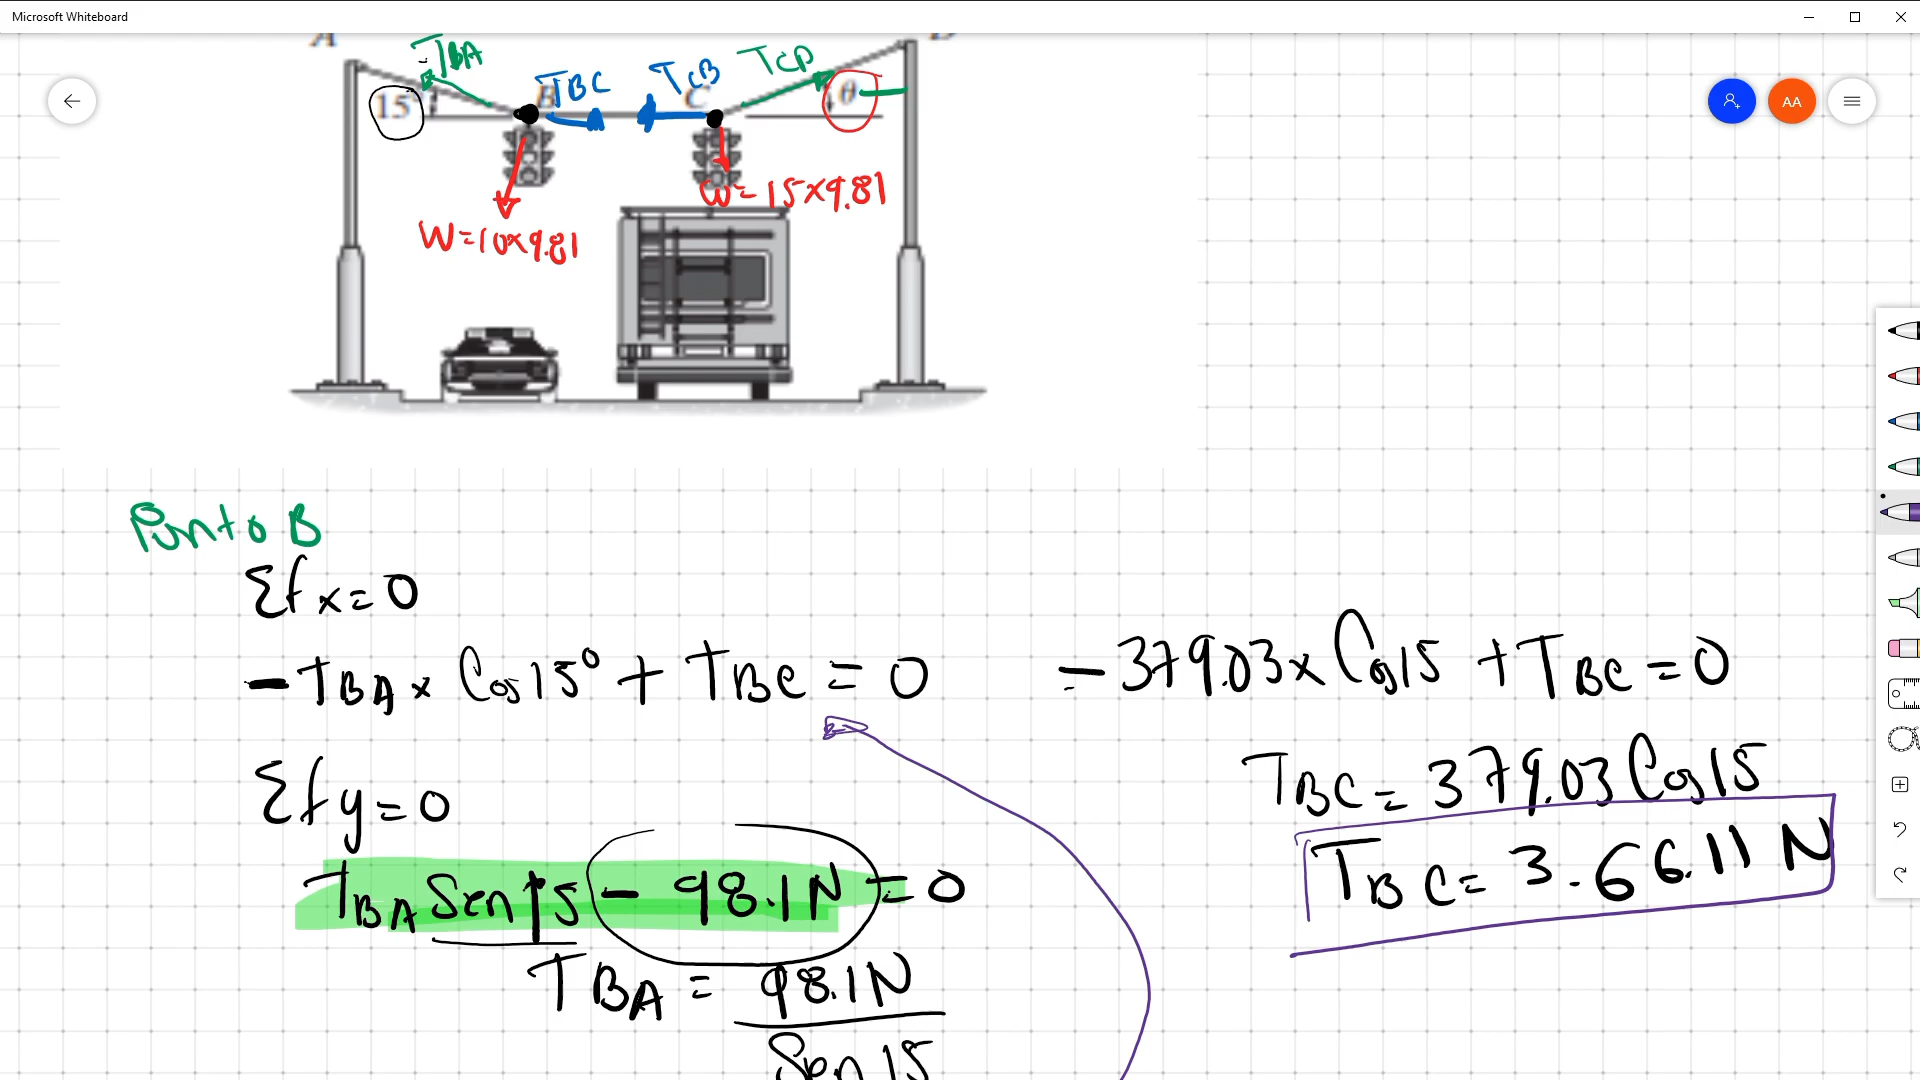 Microsoft Whiteboard
A
TBA
TBC
TCB
TCD
15°
B
C
θ
AA
W=10x9.81
W=15x9.81
Punto B
Σfx=0
-TBA x Cos15° + TBC = 0
Σfy=0
TBA Sen15 - 98.1N = 0
TBA = 98.1N
Sen 15
-379.03x Cos15 + TBC = 0
TBC = 379.03 Cos15
TBC = 3.66.11 N